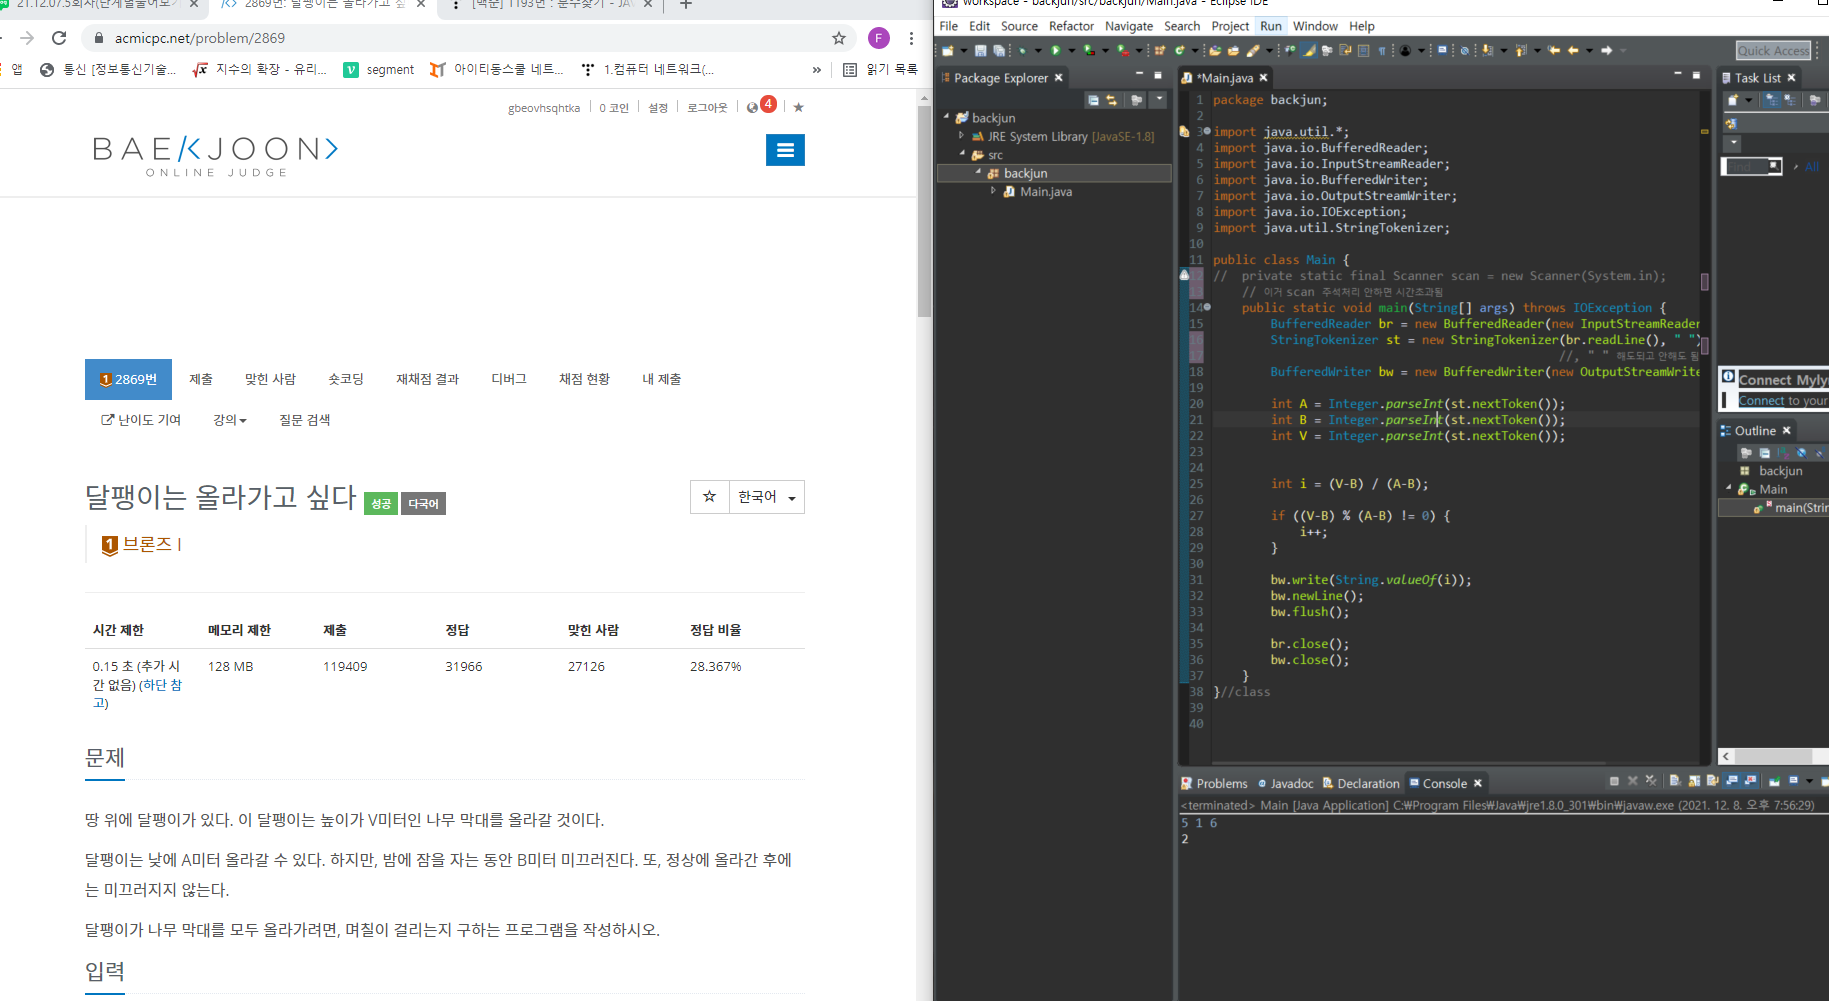 21.12.07.5회차(단계별풀어보기
2869번: 달팽이는 올라가고 싶
[백준] 1193번 : 분수찾기 - JAV
acmicpc.net/problem/2869
F
앱
통신 [정보통신기술...
지수의 확장 - 유리...
segment
아이티동스쿨 네트...
1.컴퓨터 네트워크(...
»
읽기 목록
gbeovhsqhtka
0 코인
설정
로그아웃
4
BAEKJOON>
ONLINE JUDGE
1 2869번
제출
맞힌 사람
숏코딩
재채점 결과
디버그
채점 현황
내 제출
난이도 기여
강의
질문 검색
달팽이는 올라가고 싶다 성공 다국어
한국어
1 브론즈 I
시간 제한 메모리 제한 제출 정답 맞힌 사람 정답 비율
0.15 초 (추가 시간 없음) (하단 참고) 128 MB 119409 31966 27126 28.367%
문제
땅 위에 달팽이가 있다. 이 달팽이는 높이가 V미터인 나무 막대를 올라갈 것이다.
달팽이는 낮에 A미터 올라갈 수 있다. 하지만, 밤에 잠을 자는 동안 B미터 미끄러진다. 또, 정상에 올라간 후에
는 미끄러지지 않는다.
달팽이가 나무 막대를 모두 올라가려면, 며칠이 걸리는지 구하는 프로그램을 작성하시오.
입력
workspace - backjun/src/backjun/Main.java - Eclipse IDE
File Edit Source Refactor Navigate Search Project Run Window Help
Quick Access
Package Explorer
backjun
JRE System Library [JavaSE-1.8]
src
backjun
Main.java
*Main.java
1 package backjun;
2
3 import java.util.*;
4 import java.io.BufferedReader;
5 import java.io.InputStreamReader;
6 import java.io.BufferedWriter;
7 import java.io.OutputStreamWriter;
8 import java.io.IOException;
9 import java.util.StringTokenizer;
10
11 public class Main {
12 // private static final Scanner scan = new Scanner(System.in);
13 // 이거 scan 주석처리 안하면 시간초과됨
14 public static void main(String[] args) throws IOException {
15 BufferedReader br = new BufferedReader(new InputStreamReader
16 StringTokenizer st = new StringTokenizer(br.readLine(), " ")
17 //, " " 해도되고 안해도 됨
18 BufferedWriter bw = new BufferedWriter(new OutputStreamWrite
19
20 int A = Integer.parseInt(st.nextToken());
21 int B = Integer.parseInt(st.nextToken());
22 int V = Integer.parseInt(st.nextToken());
23
24
25 int i = (V-B) / (A-B);
26
27 if ((V-B) % (A-B) != 0) {
28 i++;
29 }
30
31 bw.write(String.valueOf(i));
32 bw.newLine();
33 bw.flush();
34
35 br.close();
36 bw.close();
37 }
38 }//class
39
40
Task List
Find
All
Connect Myly
Connect to your
Outline
backjun
Main
main(Strin
Problems Javadoc Declaration Console
<terminated> Main [Java Application] C:₩Program Files₩Java₩jre1.8.0_301₩bin₩javaw.exe (2021. 12. 8. 오후 7:56:29)
5 1 6
2